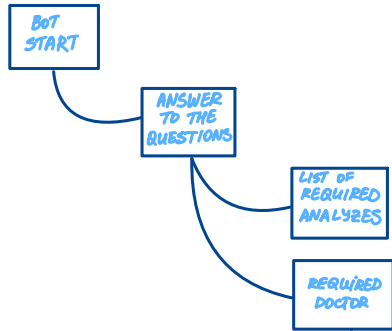 BOT
START
ANSWER
TO THE
QUESTIONS
LIST OF
REQUIRED
ANALYZES
REQUIRED
DOCTOR